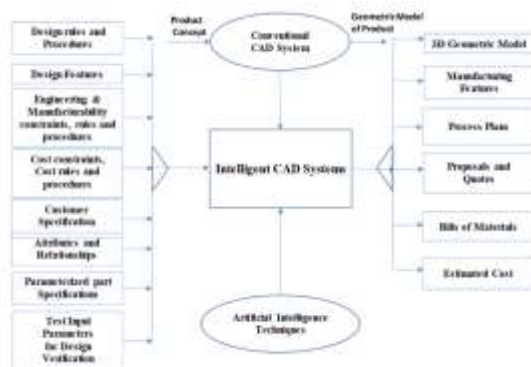 Design rules and
Procedures
Design Features
Engineering &
Manufacturability
constraints, rules and
procedures
Cost constraints,
Cost rules and
procedures
Customer
Specification
Attributes and
Relationships
Parameterized part
Specifications
Test Input
Parameters
for Design
Verification
Product
Concept
Conventional
CAD System
Geometric Model
of Product
Intelligent CAD Systems
Artificial Intelligence
Techniques
3D Geometric Model
Manufacturing
Features
Process Plans
Proposals and
Quotes
Bills of Materials
Estimated Cost